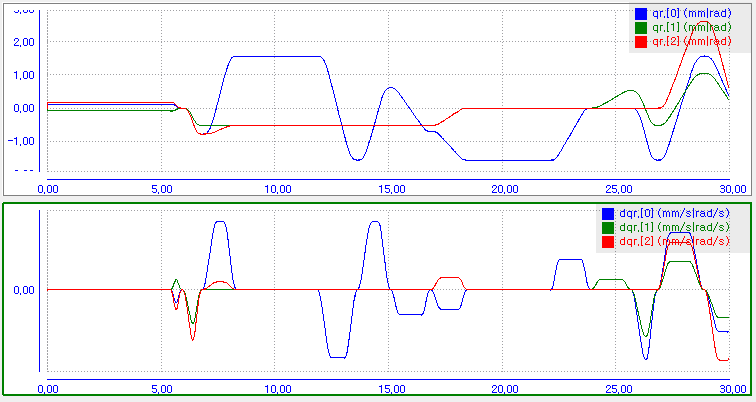 3,00
qr,[0] (mm|rad)
qr,[1] (mm|rad)
2,00
qr,[2] (mm|rad)
1,00
0,00
-1,00
0,00 5,00 10,00 15,00 20,00 25,00 30,00
dqr,[0] (mm/s|rad/s)
dqr,[1] (mm/s|rad/s)
dqr,[2] (mm/s|rad/s)
0,00
0,00 5,00 10,00 15,00 20,00 25,00 30,00